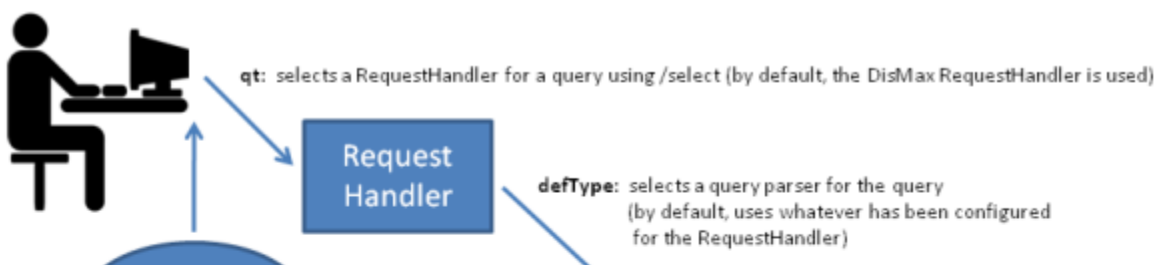 qt: selects a RequestHandler for a query using /select (by default, the DisMax RequestHandler is used)
Request
Handler
defType: selects a query parser for the query
(by default, uses whatever has been configured
for the RequestHandler)